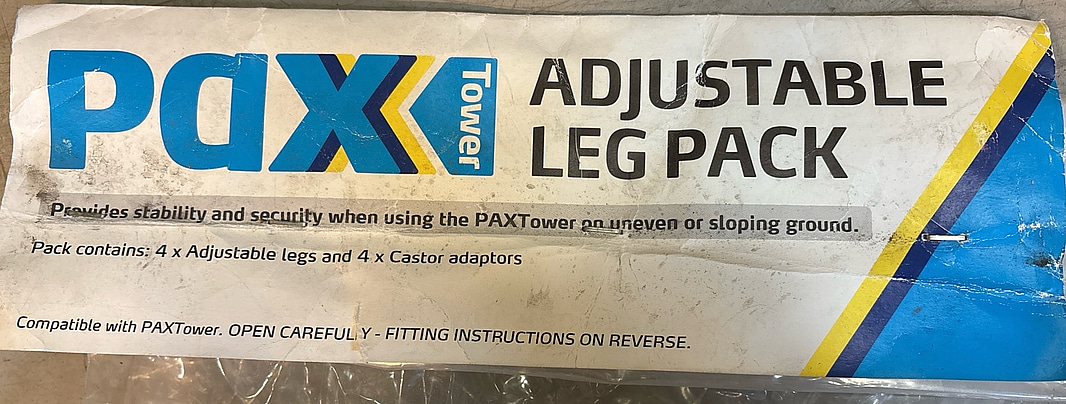 Pax Tower
ADJUSTABLE
LEG PACK
Provides stability and security when using the PAXTower on uneven or sloping ground.
Pack contains: 4 x Adjustable legs and 4 x Castor adaptors
Compatible with PAXTower. OPEN CAREFULLY - FITTING INSTRUCTIONS ON REVERSE.